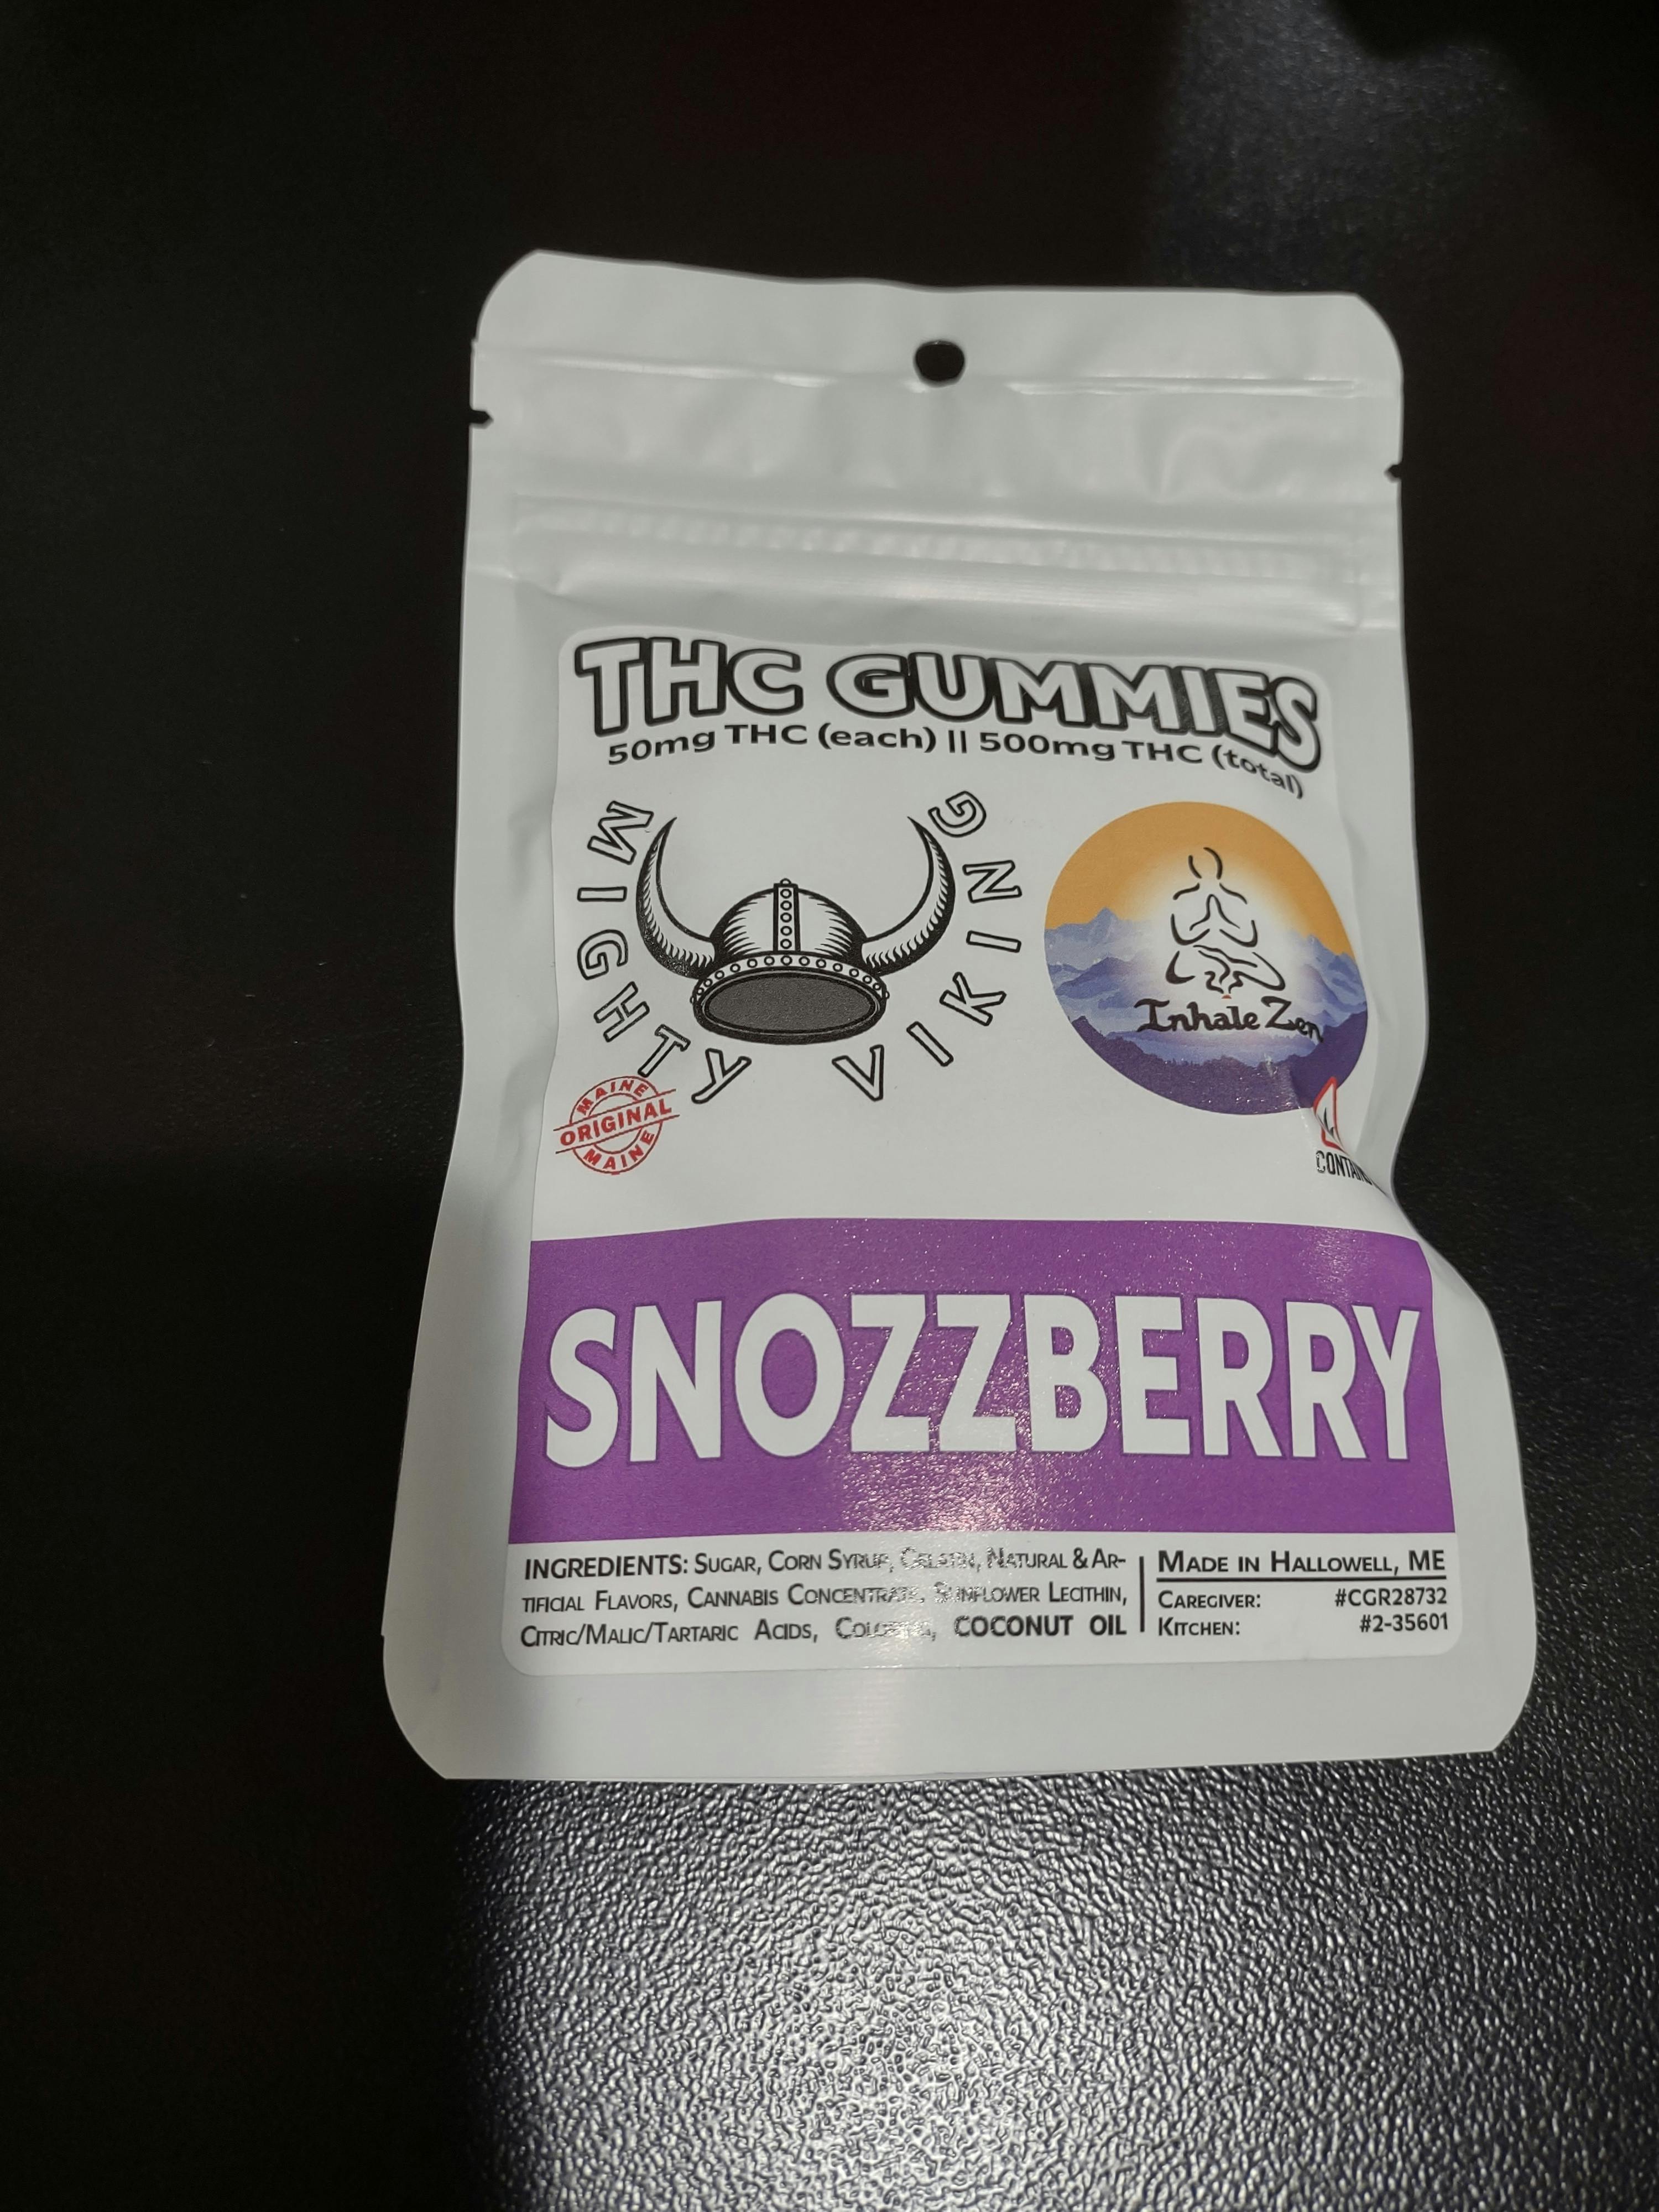 THC GUMMIES
50mg THC (each) || 500mg THC (total)
MIGHTY VIKING
Inhale Zen
MAINE
ORIGINAL
MAINE
SNOZZBERRY
INGREDIENTS: SUGAR, CORN SYRUP, GELATIN, NATURAL & AR-
TIFICIAL FLAVORS, CANNABIS CONCENTRATE, SUNFLOWER LECITHIN,
CITRIC/MALIC/TARTARIC ACIDS, COCONUT OIL
MADE IN HALLOWELL, ME
CAREGIVER: #CGR28732
KITCHEN: #2-35601